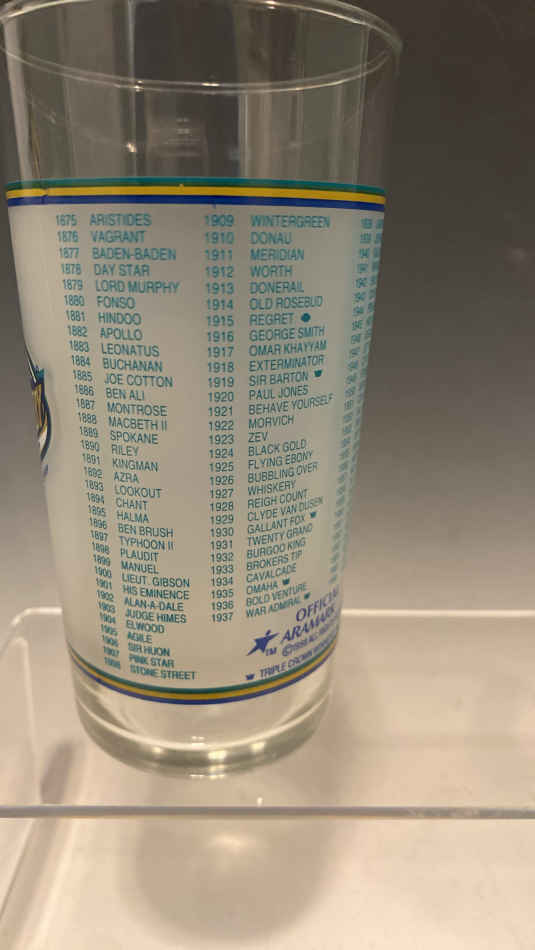 1875 ARISTIDES
1876 VAGRANT
1877 BADEN-BADEN
1878 DAY STAR
1879 LORD MURPHY
1880 FONSO
1881 HINDOO
1882 APOLLO
1883 LEONATUS
1884 BUCHANAN
1885 JOE COTTON
1886 BEN ALI
1887 MONTROSE
1888 MACBETH II
1889 SPOKANE
1890 RILEY
1891 KINGMAN
1892 AZRA
1893 LOOKOUT
1894 CHANT
1895 HALMA
1896 BEN BRUSH
1897 TYPHOON II
1898 PLAUDIT
1899 MANUEL
1900 LIEUT. GIBSON
1901 HIS EMINENCE
1902 ALAN-A-DALE
1903 JUDGE HIMES
1904 ELWOOD
1905 AGILE
1906 SIR HUON
1907 PINK STAR
1908 STONE STREET
1909 WINTERGREEN
1910 DONAU
1911 MERIDIAN
1912 WORTH
1913 DONERAIL
1914 OLD ROSEBUD
1915 REGRET
1916 GEORGE SMITH
1917 OMAR KHAYYAM
1918 EXTERMINATOR
1919 SIR BARTON
1920 PAUL JONES
1921 BEHAVE YOURSELF
1922 MORVICH
1923 ZEV
1924 BLACK GOLD
1925 FLYING EBONY
1926 BUBBLING OVER
1927 WHISKERY
1928 REIGH COUNT
1929 CLYDE VAN DUSEN
1930 GALLANT FOX
1931 TWENTY GRAND
1932 BURGOO KING
1933 BROKERS TIP
1934 CAVALCADE
1935 OMAHA
1936 BOLD VENTURE
1937 WAR ADMIRAL
OFFICIAL
TM ARAMARK
©1998 ALL
TRIPLE CROWN